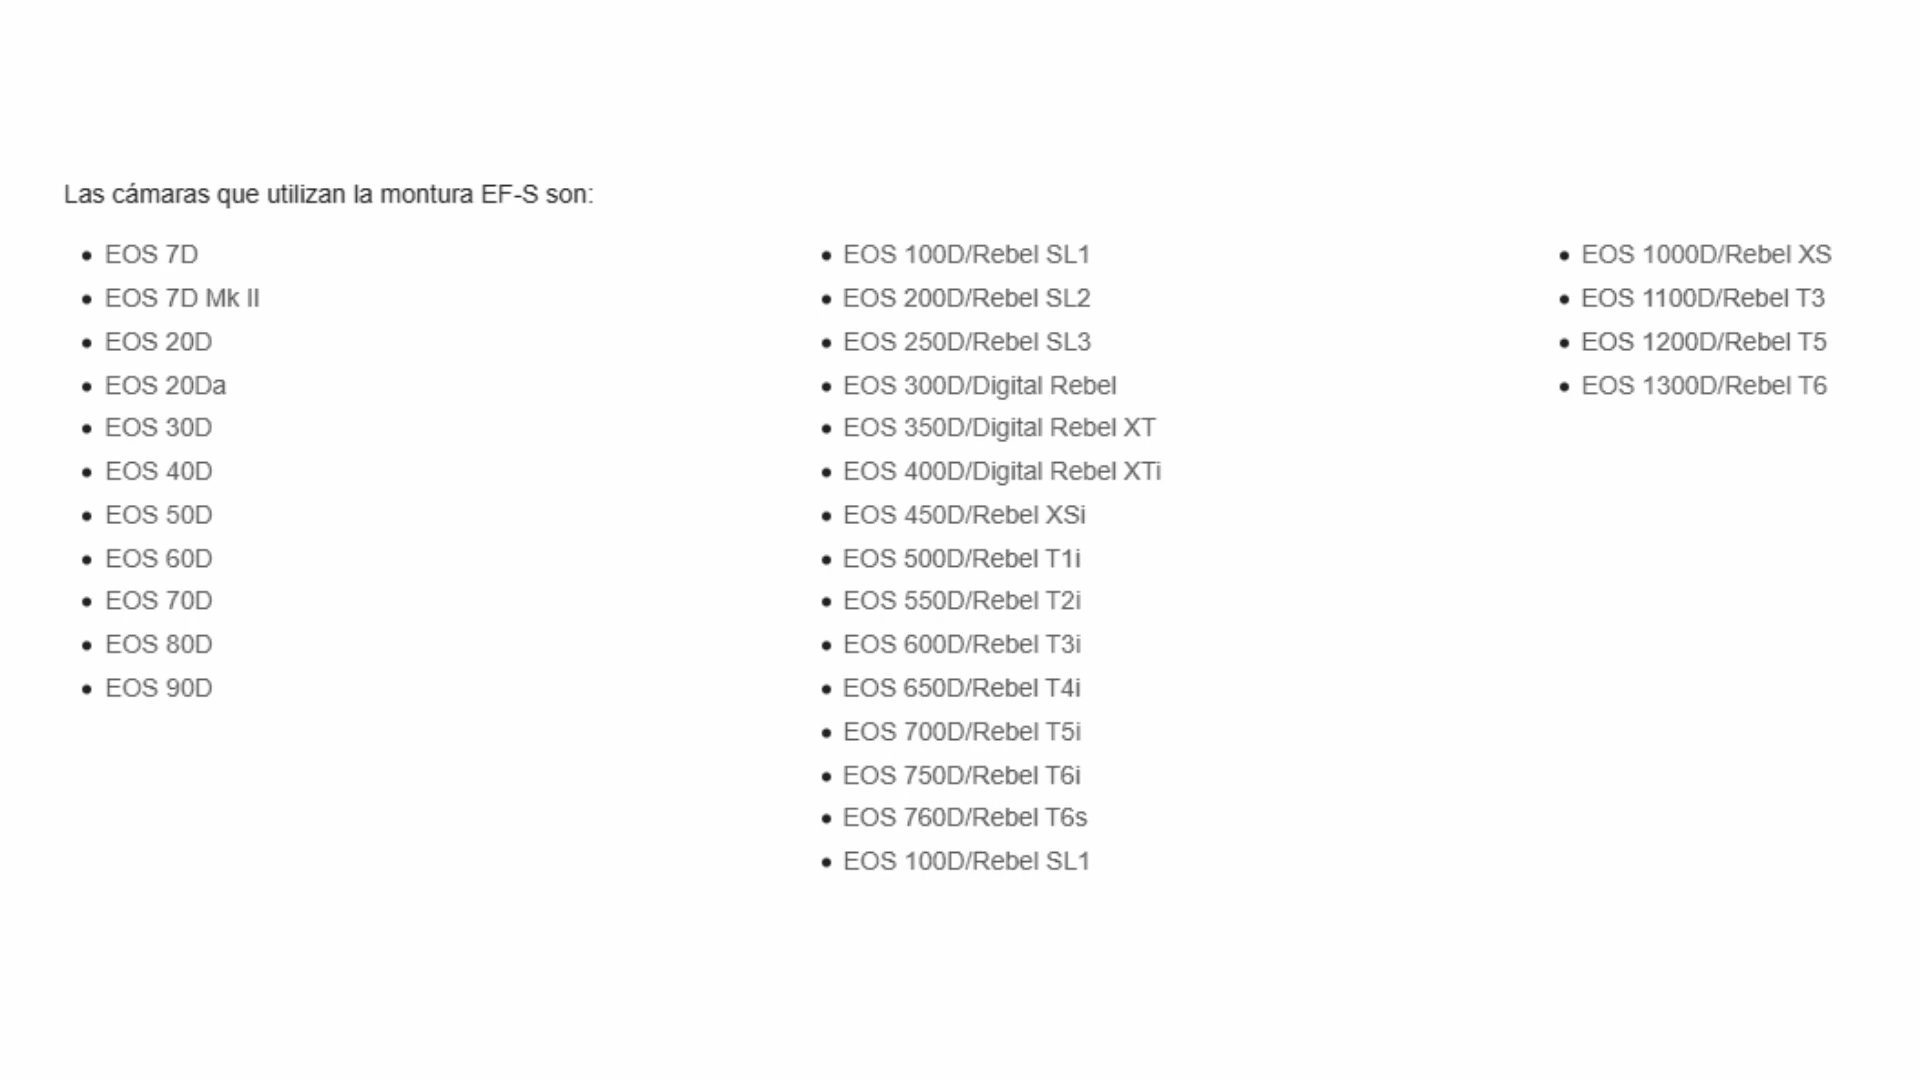 Las cámaras que utilizan la montura EF-S son:
EOS 7D
EOS 7D Mk II
EOS 20D
EOS 20Da
EOS 30D
EOS 40D
EOS 50D
EOS 60D
EOS 70D
EOS 80D
EOS 90D
EOS 100D/Rebel SL1
EOS 200D/Rebel SL2
EOS 250D/Rebel SL3
EOS 300D/Digital Rebel
EOS 350D/Digital Rebel XT
EOS 400D/Digital Rebel XTi
EOS 450D/Rebel XSi
EOS 500D/Rebel T1i
EOS 550D/Rebel T2i
EOS 600D/Rebel T3i
EOS 650D/Rebel T4i
EOS 700D/Rebel T5i
EOS 750D/Rebel T6i
EOS 760D/Rebel T6s
EOS 100D/Rebel SL1
EOS 1000D/Rebel XS
EOS 1100D/Rebel T3
EOS 1200D/Rebel T5
EOS 1300D/Rebel T6